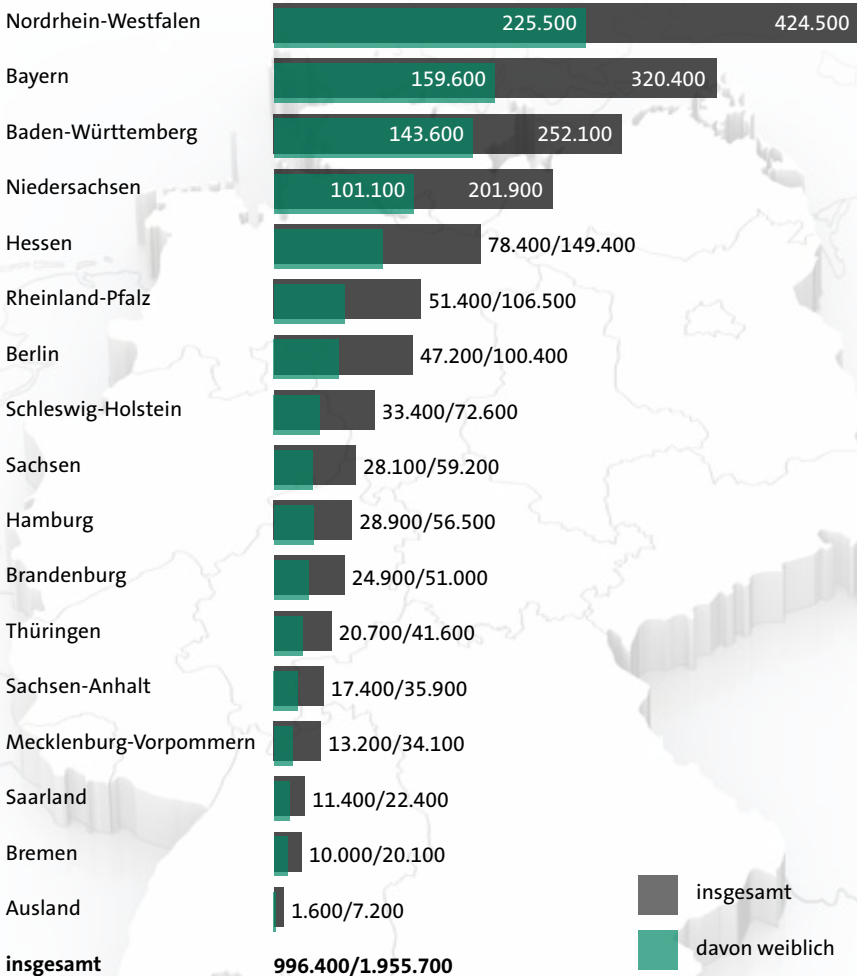 Nordrhein-Westfalen 225.500 424.500
Bayern 159.600 320.400
Baden-Württemberg 143.600 252.100
Niedersachsen 101.100 201.900
Hessen 78.400/149.400
Rheinland-Pfalz 51.400/106.500
Berlin 47.200/100.400
Schleswig-Holstein 33.400/72.600
Sachsen 28.100/59.200
Hamburg 28.900/56.500
Brandenburg 24.900/51.000
Thüringen 20.700/41.600
Sachsen-Anhalt 17.400/35.900
Mecklenburg-Vorpommern 13.200/34.100
Saarland 11.400/22.400
Bremen 10.000/20.100
Ausland 1.600/7.200
insgesamt 996.400/1.955.700
insgesamt
davon weiblich